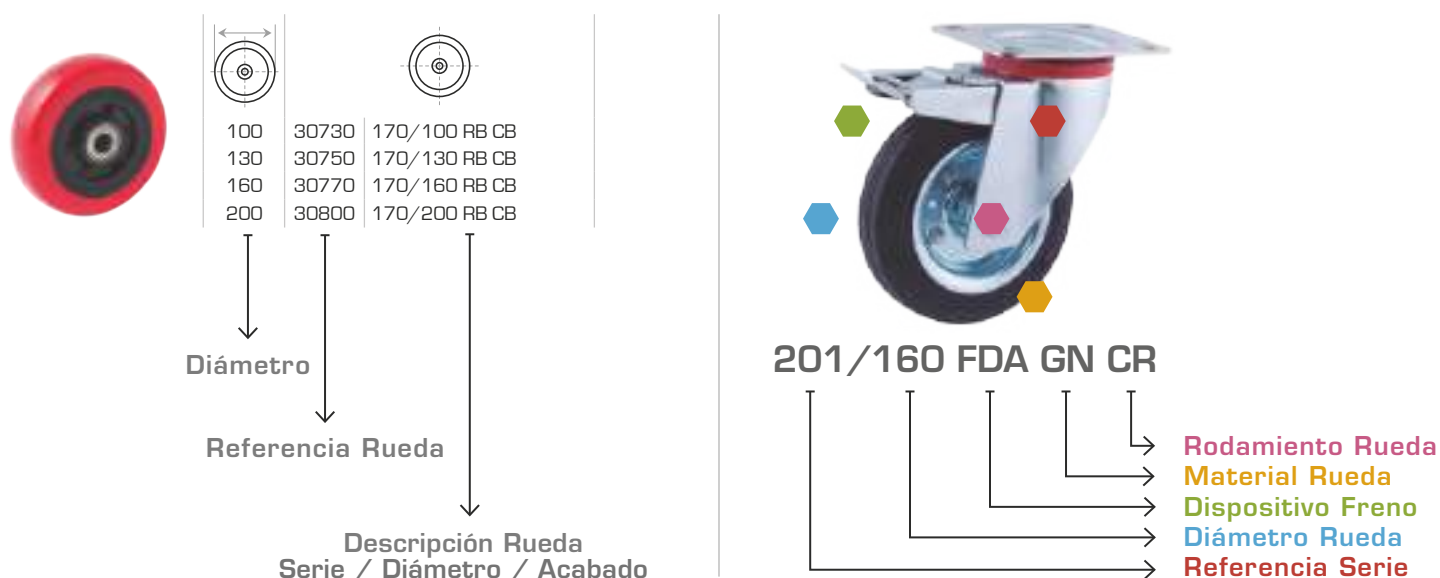 100 30730 170/100 RB CB
130 30750 170/130 RB CB
160 30770 170/160 RB CB
200 30800 170/200 RB CB
Diámetro
Referencia Rueda
Descripción Rueda
Serie / Diámetro / Acabado
201/160 FDA GN CR
Rodamiento Rueda
Material Rueda
Dispositivo Freno
Diámetro Rueda
Referencia Serie